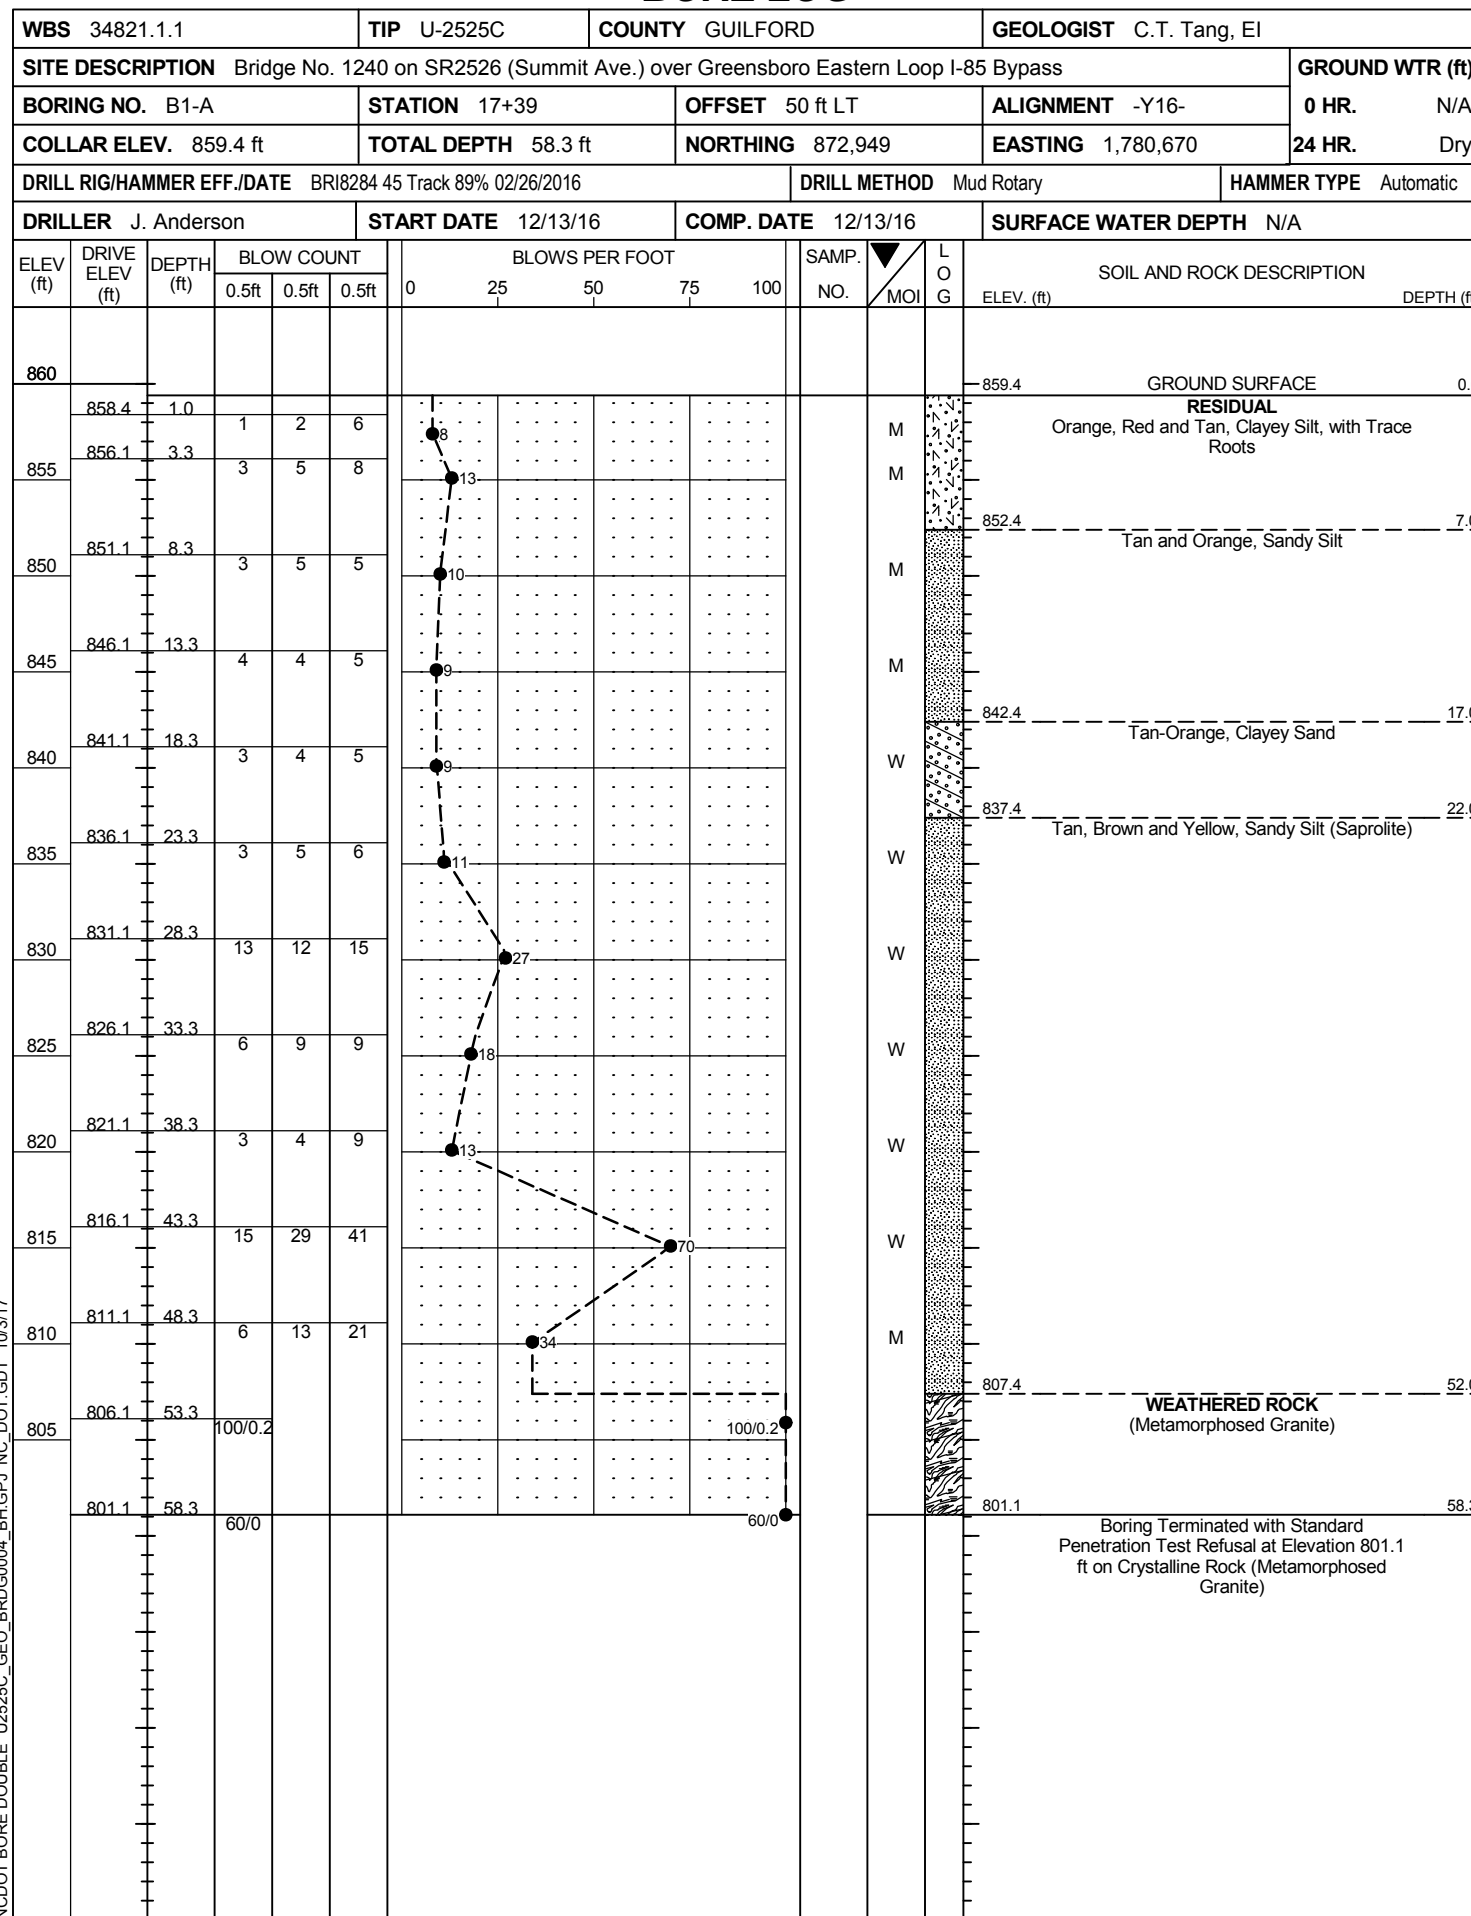 WBS 34821.1.1 TIP U-2525C COUNTY GUILFORD GEOLOGIST C.T. Tang, EI
SITE DESCRIPTION Bridge No. 1240 on SR2526 (Summit Ave.) over Greensboro Eastern Loop I-85 Bypass GROUND WTR (ft)
BORING NO. B1-A STATION 17+39 OFFSET 50 ft LT ALIGNMENT -Y16- 0 HR. N/A
COLLAR ELEV. 859.4 ft TOTAL DEPTH 58.3 ft NORTHING 872,949 EASTING 1,780,670 24 HR. Dry
DRILL RIG/HAMMER EFF./DATE BRI8284 45 Track 89% 02/26/2016 DRILL METHOD Mud Rotary HAMMER TYPE Automatic
DRILLER J. Anderson START DATE 12/13/16 COMP. DATE 12/13/16 SURFACE WATER DEPTH N/A
ELEV (ft) DRIVE ELEV (ft) DEPTH (ft) BLOW COUNT BLOWS PER FOOT SAMP. NO. MOI LOG SOIL AND ROCK DESCRIPTION
0.5ft 0.5ft 0.5ft 0 25 50 75 100 ELEV. (ft) DEPTH (ft
860
859.4 GROUND SURFACE 0.
858.4 1.0 1 2 6 8 M RESIDUAL
Orange, Red and Tan, Clayey Silt, with Trace
Roots
856.1 3.3
855 3 5 8 13 M
852.4 7.0
851.1 8.3 Tan and Orange, Sandy Silt
850 3 5 5 10 M
846.1 13.3
845 4 4 5 9 M
842.4 17.0
841.1 18.3 Tan-Orange, Clayey Sand
840 3 4 5 9 W
837.4 22.0
836.1 23.3 Tan, Brown and Yellow, Sandy Silt (Saprolite)
835 3 5 6 11 W
831.1 28.3
830 13 12 15 27 W
826.1 33.3
825 6 9 9 18 W
821.1 38.3
820 3 4 9 13 W
816.1 43.3
815 15 29 41 70 W
811.1 48.3
810 6 13 21 34 M
807.4 52.0
806.1 53.3 WEATHERED ROCK
805 100/0.2 100/0.2 (Metamorphosed Granite)
801.1 58.3 801.1 58.3
60/0 60/0
Boring Terminated with Standard
Penetration Test Refusal at Elevation 801.1
ft on Crystalline Rock (Metamorphosed
Granite)
NCDOT BORE DOUBLE U2525C_GEO_BRDG0004_BH.GPJ NC_DOT.GDT 10/3/17